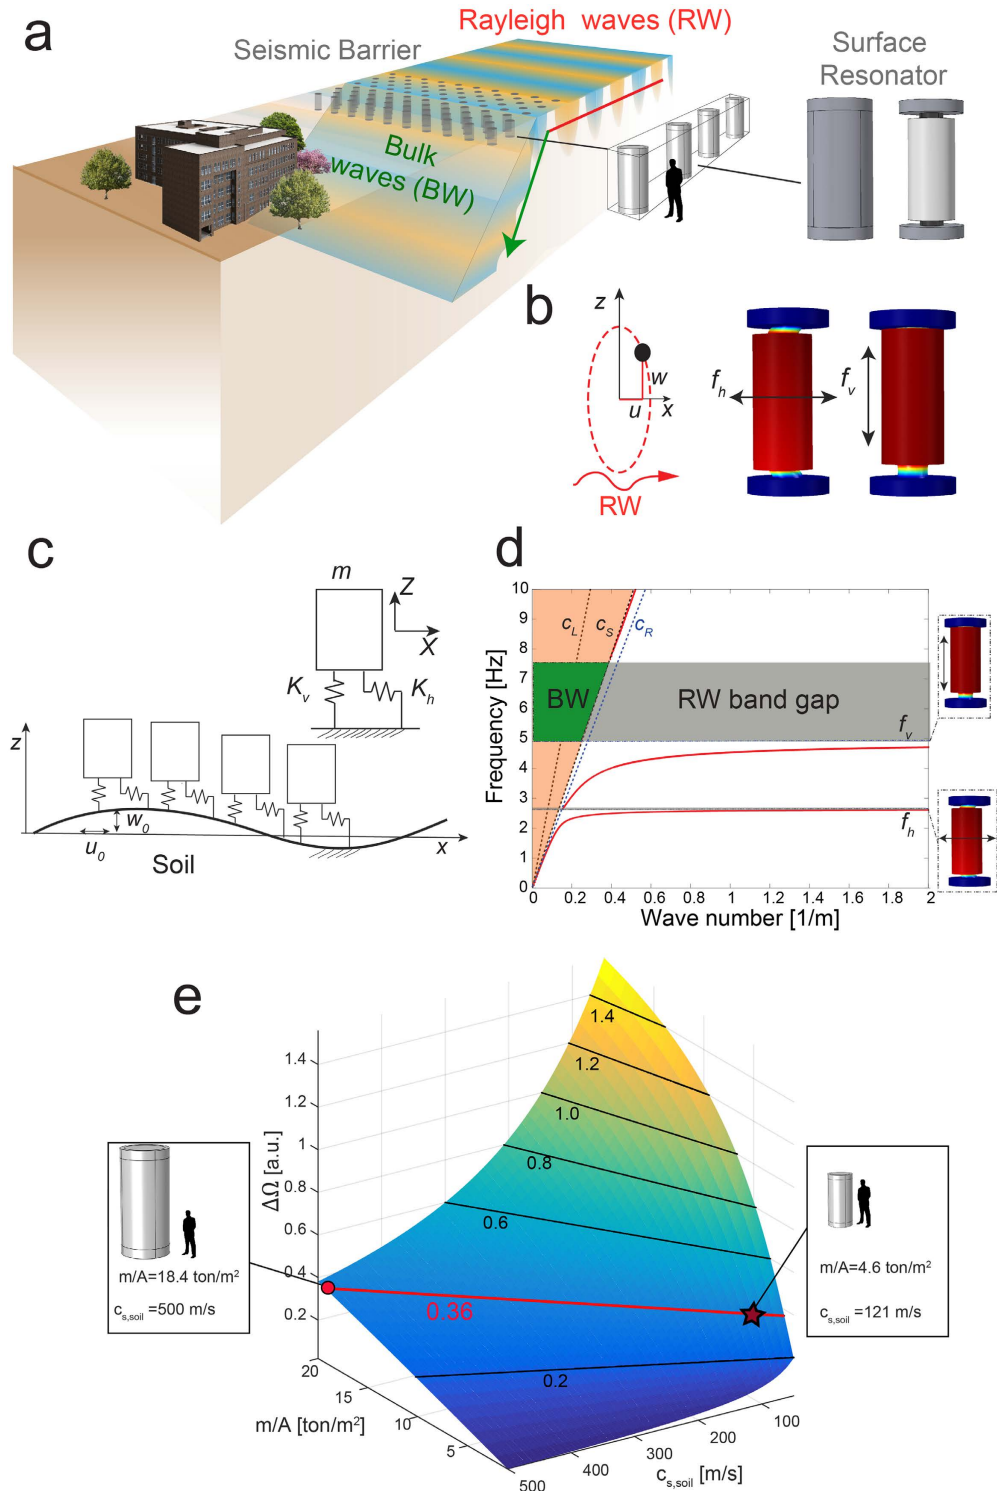 a
Rayleigh waves (RW)
Seismic Barrier
Surface
Resonator
Bulk
waves (BW)
b
z
w
u
x
RW
f_h
f_v
c
m
Z
X
K_v
K_h
z
w_0
u_0
x
Soil
d
Frequency [Hz]
10
9
8
7
6
5
4
3
2
1
0
c_L
c_S
c_R
BW
RW band gap
f_v
f_h
0
0.2
0.4
0.6
0.8
1
1.2
1.4
1.6
1.8
2
Wave number [1/m]
e
ΔΩ [a.u.]
1.4
1.2
1
0.8
0.6
0.4
0.2
1.4
1.2
1.0
0.8
0.6
0.36
0.2
m/A=18.4 ton/m²
c_s,soil =500 m/s
m/A=4.6 ton/m²
c_s,soil =121 m/s
20
15
10
5
m/A [ton/m²]
500
400
300
200
100
c_s,soil [m/s]